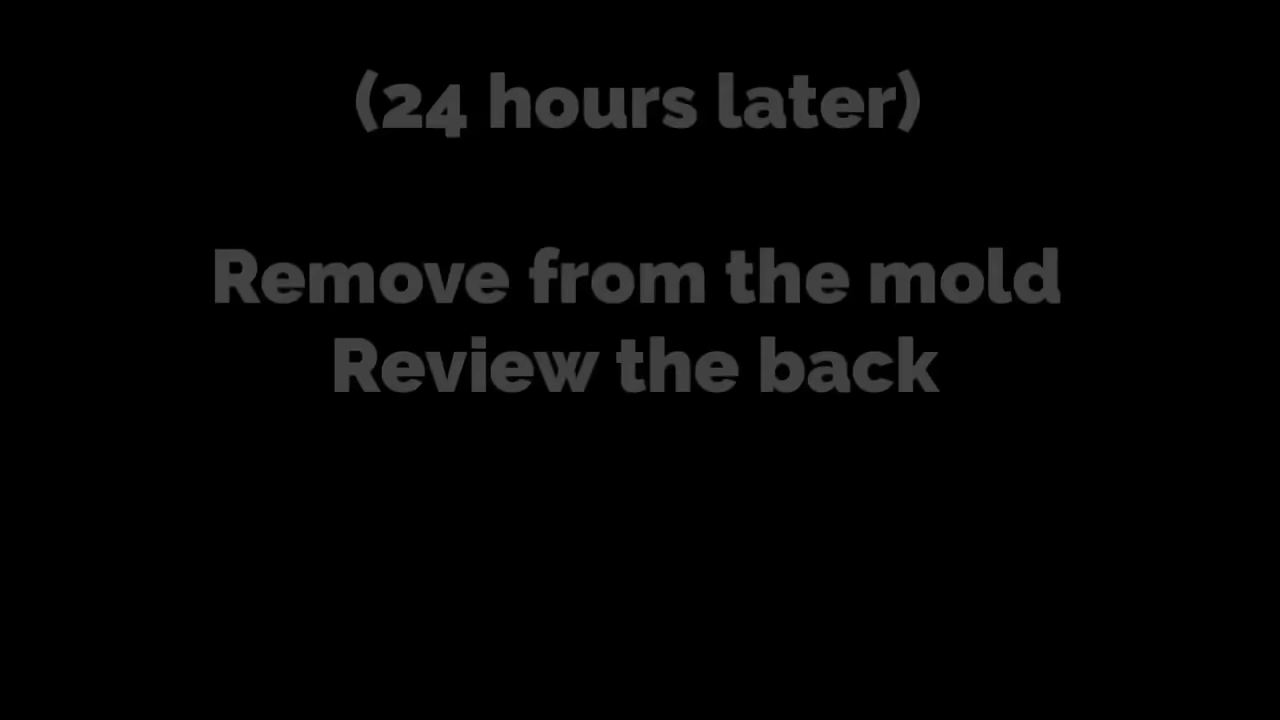 (24 hours later)
Remove from the mold
Review the back